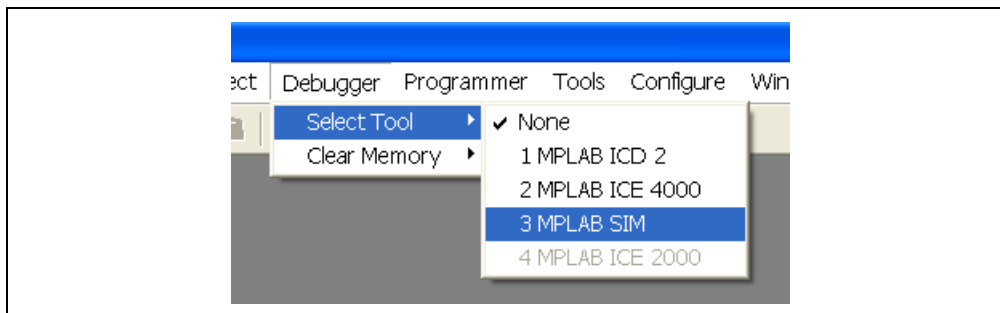 ect Debugger Programmer Tools Configure Win
Select Tool
Clear Memory
None
1 MPLAB ICD 2
2 MPLAB ICE 4000
3 MPLAB SIM
4 MPLAB ICE 2000